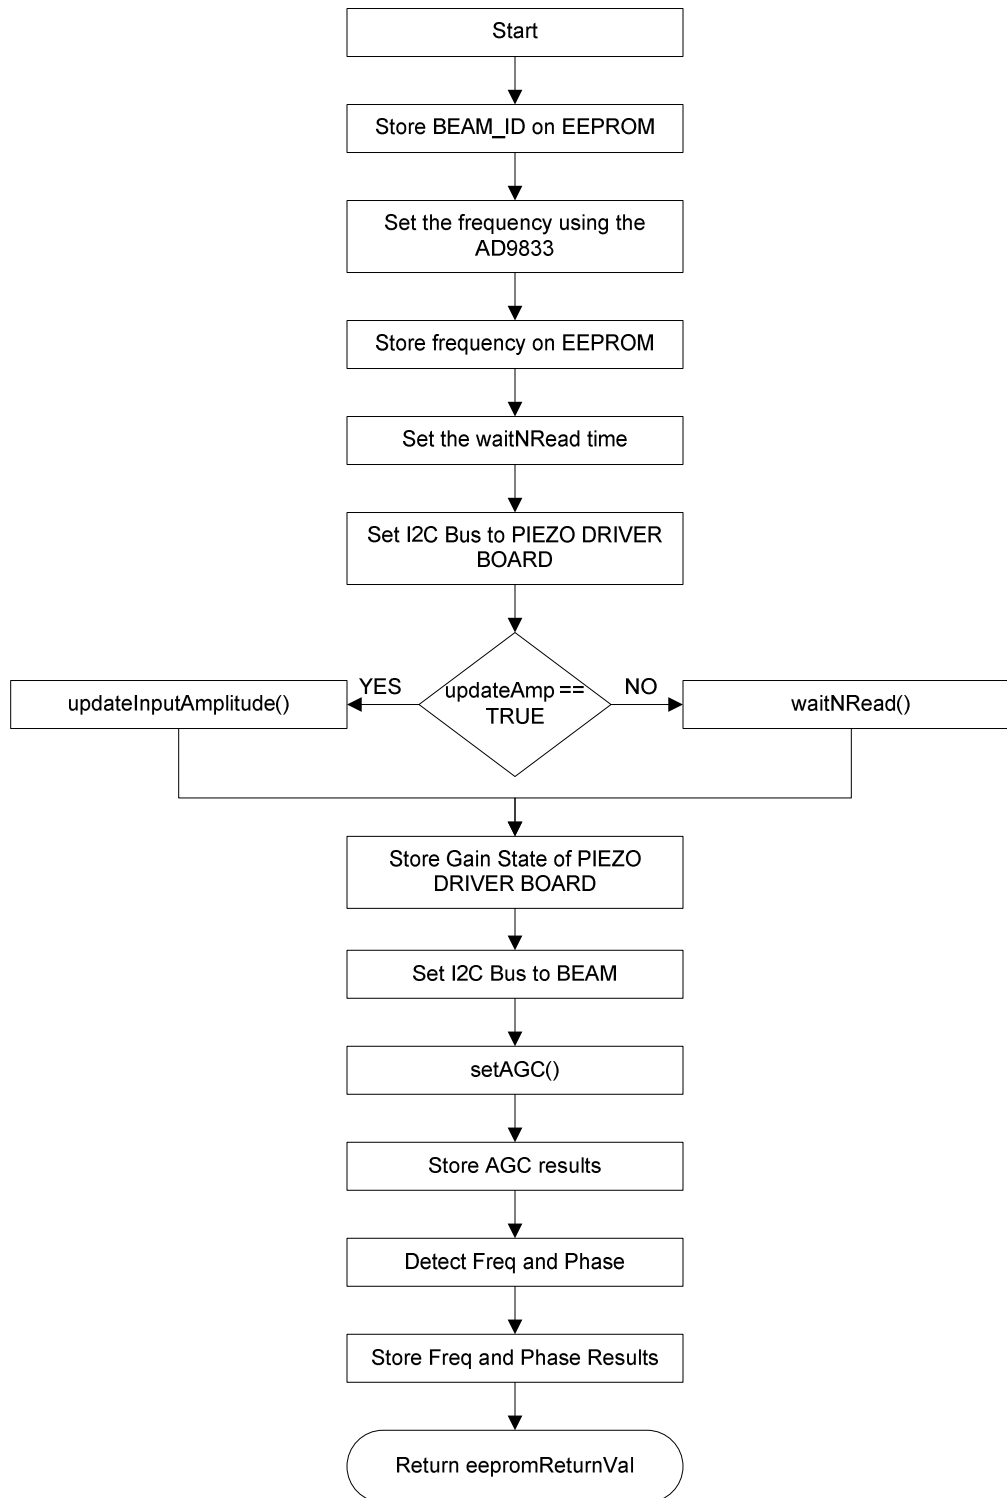 Start
Store BEAM_ID on EEPROM
Set the frequency using the
AD9833
Store frequency on EEPROM
Set the waitNRead time
Set I2C Bus to PIEZO DRIVER
BOARD
updateInputAmplitude()
YES
updateAmp ==
TRUE
NO
waitNRead()
Store Gain State of PIEZO
DRIVER BOARD
Set I2C Bus to BEAM
setAGC()
Store AGC results
Detect Freq and Phase
Store Freq and Phase Results
Return eepromReturnVal